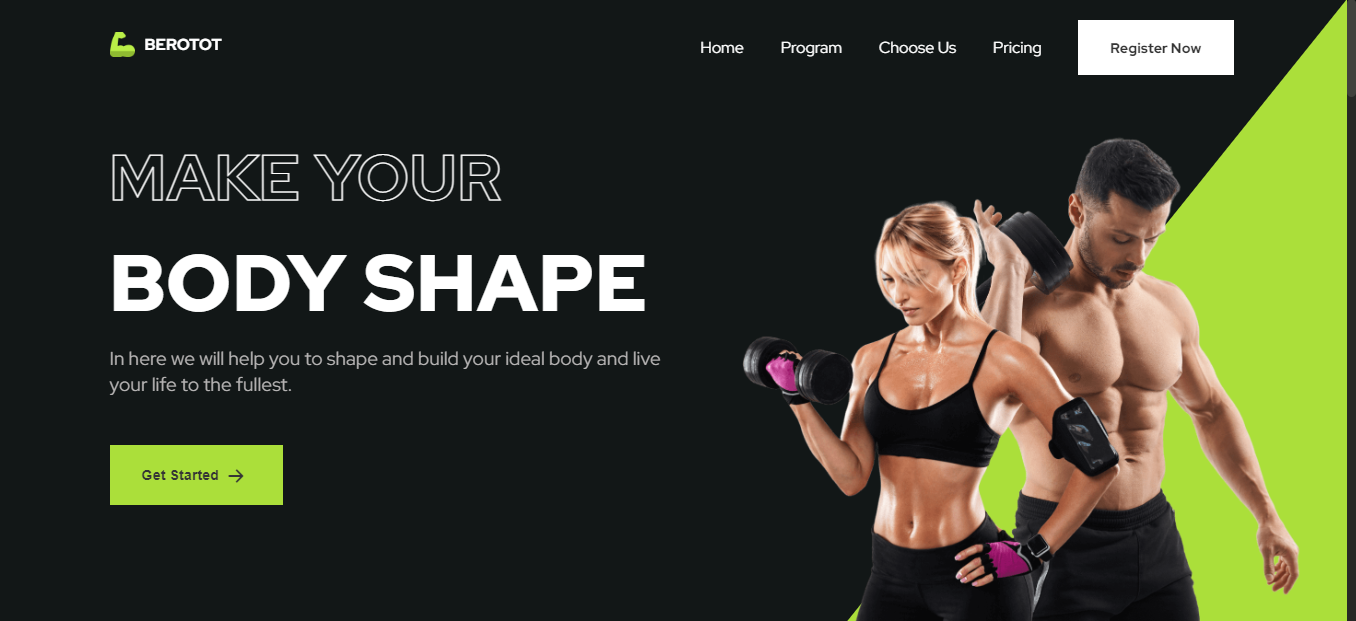 BEROTOT
Home Program Choose Us Pricing Register Now
MAKE YOUR
BODY SHAPE
In here we will help you to shape and build your ideal body and live
your life to the fullest.
Get Started